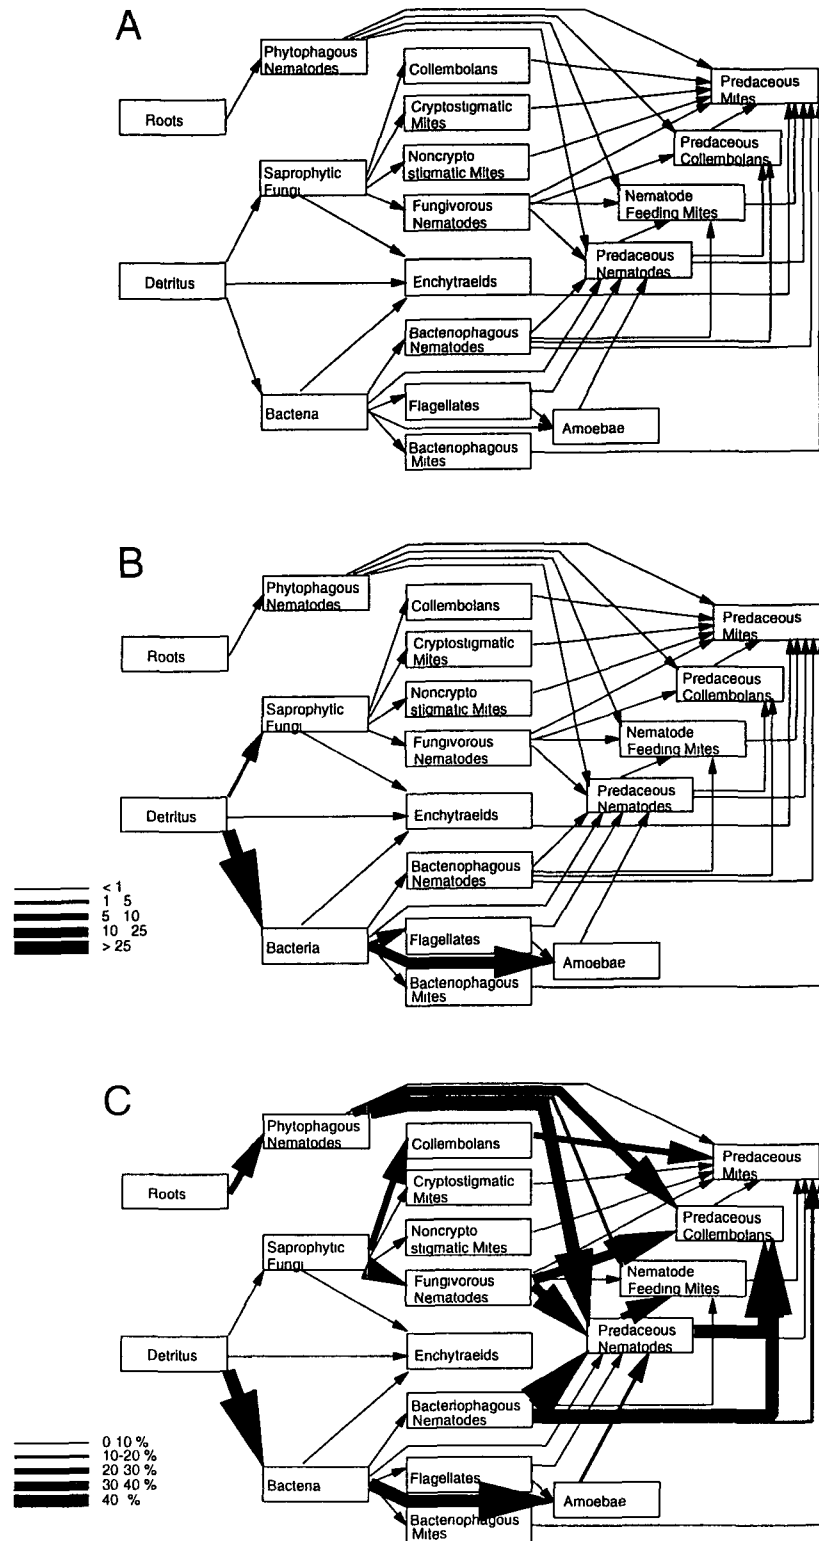 A
Phytophagous
Nematodes
Collembolans
Predaceous
Mites
Roots
Cryptostigmatic
Mites
Predaceous
Collembolans
Saprophytic
Fungi
Noncrypto
stigmatic Mites
Fungivorous
Nematodes
Nematode
Feeding Mites
Predaceous
Nematodes
Detritus
Enchytraeids
Bactenophagous
Nematodes
Bactena
Flagellates
Amoebae
Bactenophagous
Mites
B
Phytophagous
Nematodes
Collembolans
Predaceous
Mites
Roots
Cryptostigmatic
Mites
Predaceous
Collembolans
Saprophytic
Fungi
Noncrypto
stigmatic Mites
Fungivorous
Nematodes
Nematode
Feeding Mites
Predaceous
Nematodes
Detritus
Enchytraeids
Bactenophagous
Nematodes
< 1
1 5
5 10
10 25
> 25
Bacteria
Flagellates
Amoebae
Bactenophagous
Mites
C
Phytophagous
Nematodes
Collembolans
Predaceous
Mites
Roots
Cryptostigmatic
Mites
Predaceous
Collembolans
Saprophytic
Fungi
Noncrypto
stigmatic Mites
Fungivorous
Nematodes
Nematode
Feeding Mites
Predaceous
Nematodes
Detritus
Enchytraeids
Bacteriophagous
Nematodes
0 10 %
10-20 %
20 30 %
30 40 %
40 %
Bactena
Flagellates
Amoebae
Bactenophagous
Mites